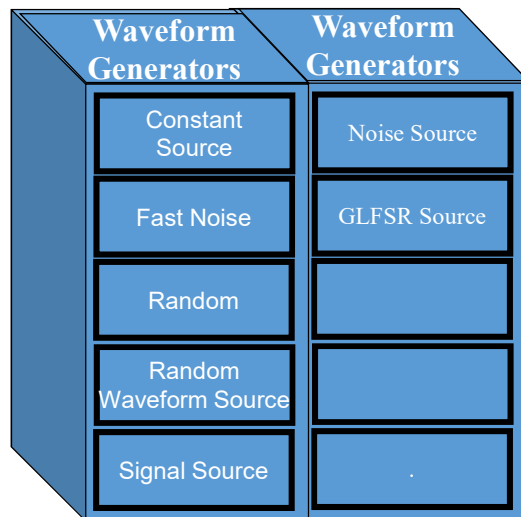 Waveform
Generators
Constant
Source
Fast Noise
Random
Random
Waveform Source
Signal Source
Waveform
Generators
Noise Source
GLFSR Source
.